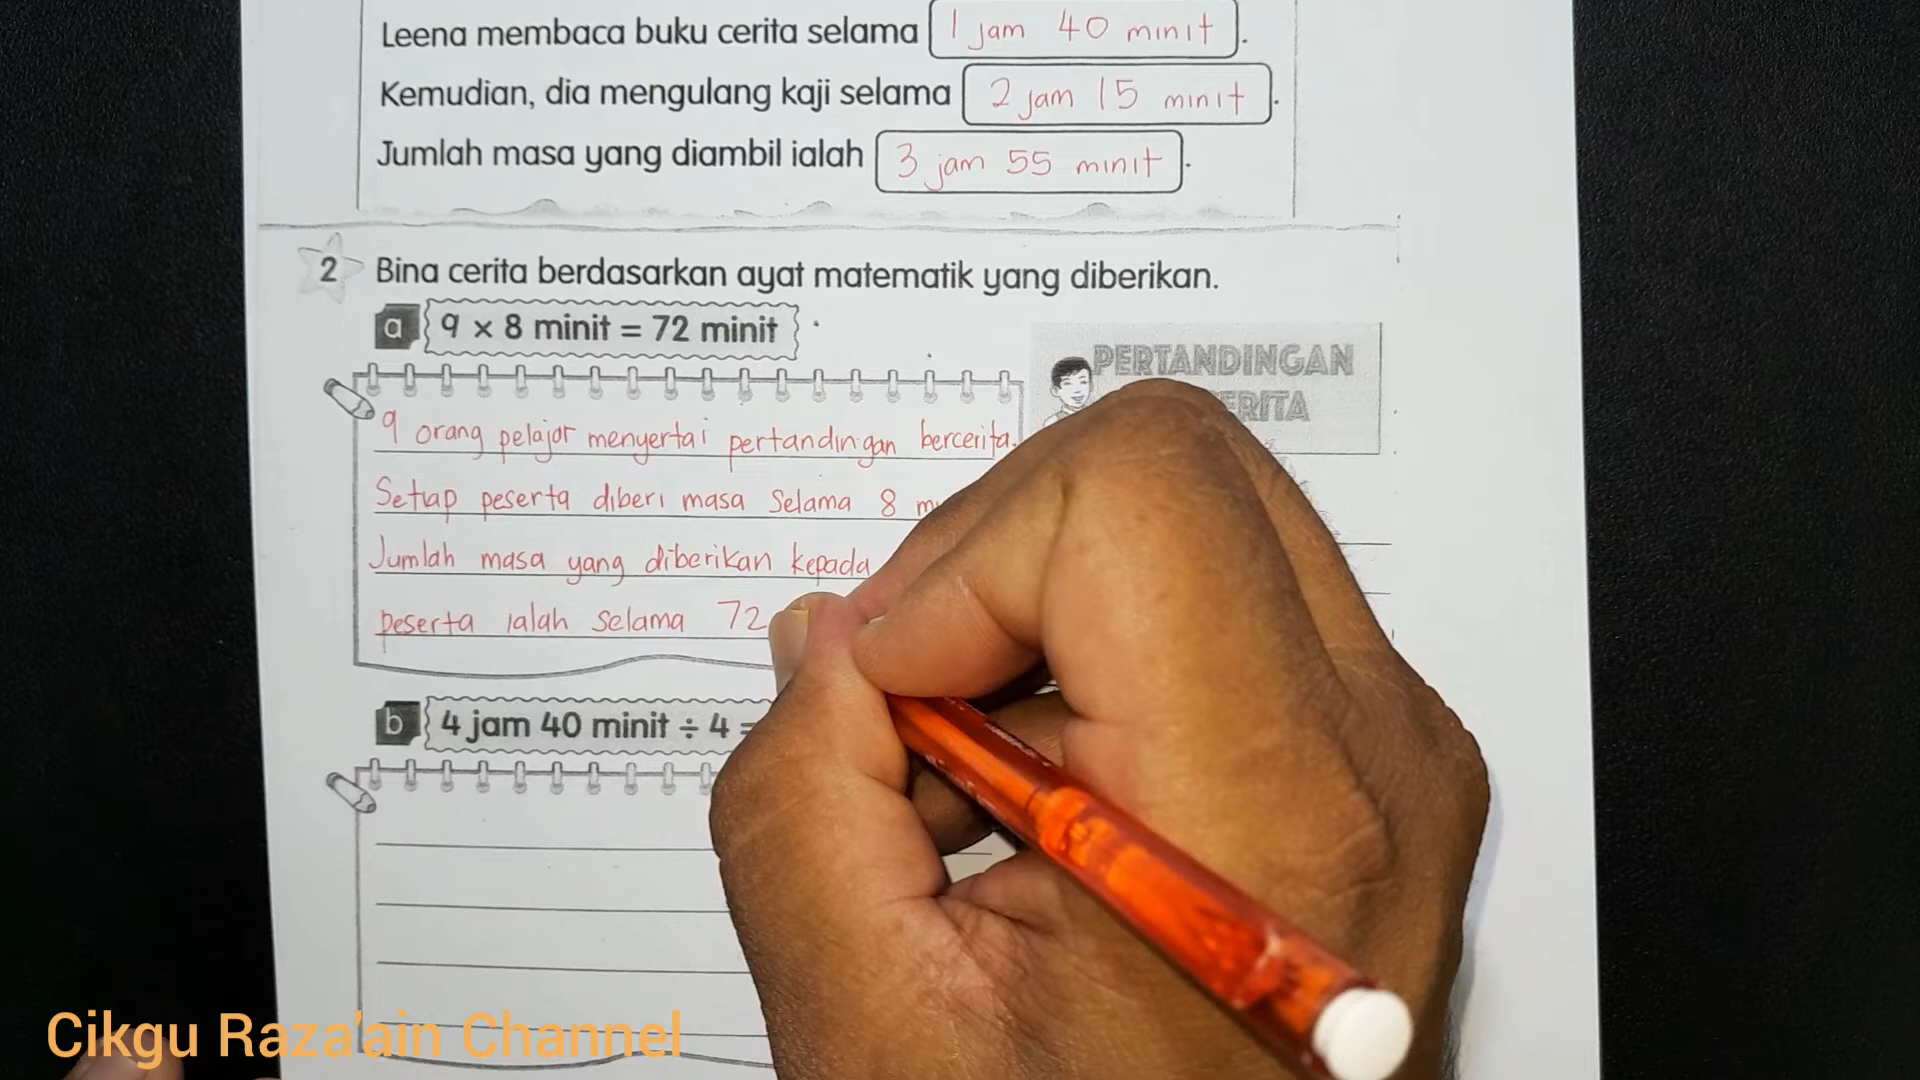 Leena membaca buku cerita selama 1 jam 40 minit.
Kemudian, dia mengulang kaji selama 2 jam 15 minit.
Jumlah masa yang diambil ialah 3 jam 55 minit.
2 Bina cerita berdasarkan ayat matematik yang diberikan.
a 9 × 8 minit = 72 minit
PERTANDINGAN
9 orang pelajar menyertai pertandingan bercerita.
Setiap peserta diberi masa selama 8
Jumlah masa yang diberikan kepada
peserta ialah selama 72
b 4 jam 40 minit ÷ 4 =
Cikgu Raza'ain Channel